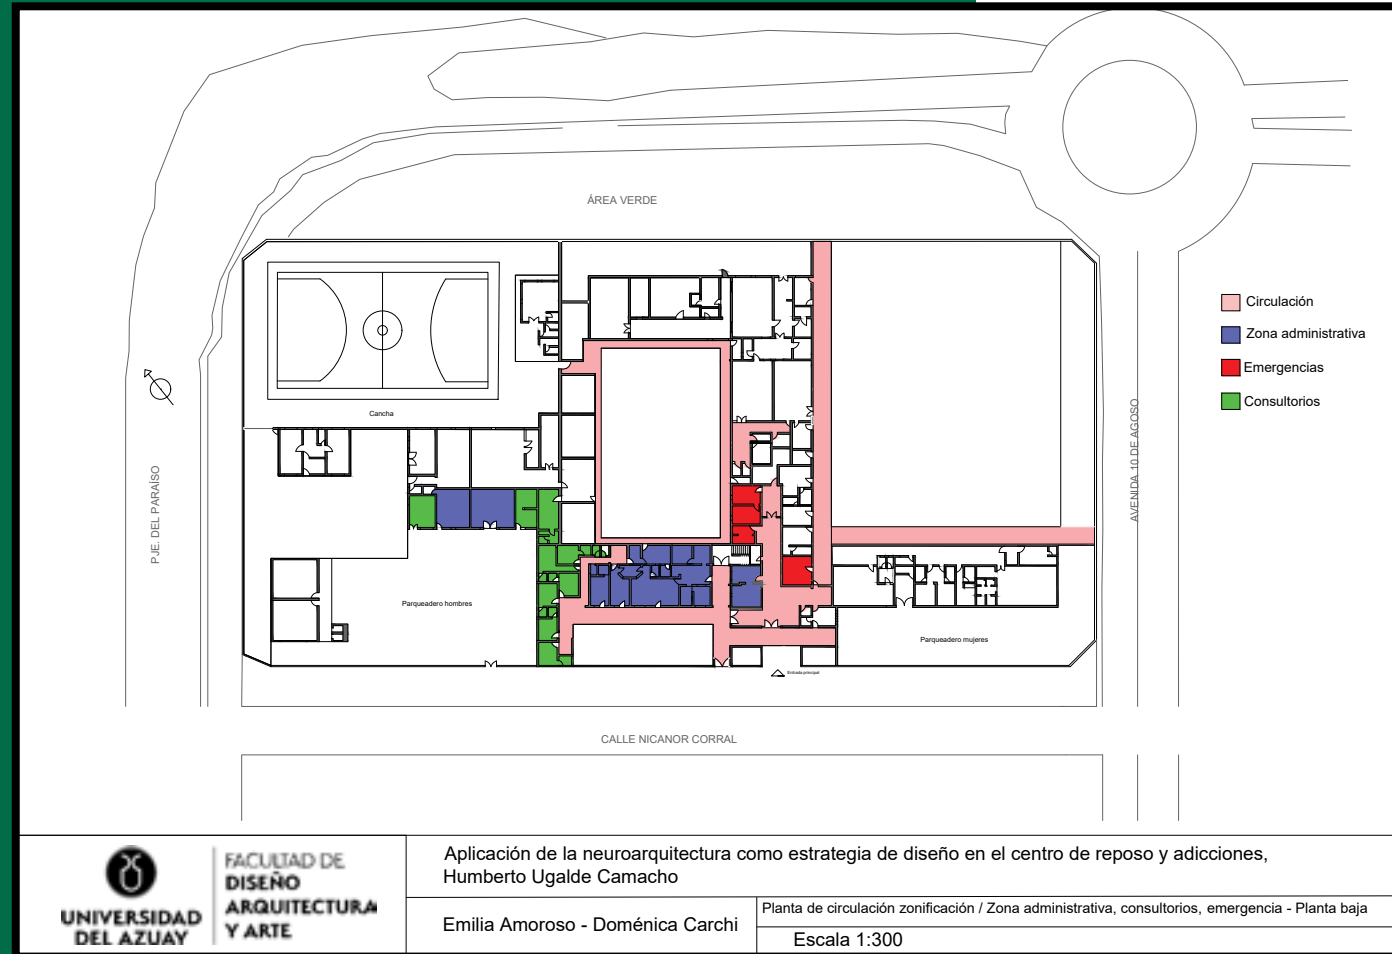 ÁREA VERDE
Circulación
Zona administrativa
Emergencias
Consultorios
Cancha
PJE. DEL PARAÍSO
AVENIDA 10 DE AGOSO
Parqueadero hombres
Parqueadero mujeres
Entrada principal
CALLE NICANOR CORRAL
UNIVERSIDAD
DEL AZUAY
FACULTAD DE
DISEÑO
ARQUITECTURA
Y ARTE
Aplicación de la neuroarquitectura como estrategia de diseño en el centro de reposo y adicciones,
Humberto Ugalde Camacho
Emilia Amoroso - Doménica Carchi
Planta de circulación zonificación / Zona administrativa, consultorios, emergencia - Planta baja
Escala 1:300